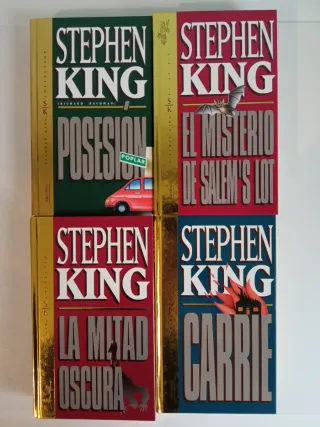 STEPHEN
KING
(RICHARD BACHMAN)
POSESIÓN
POPLAR
STEPHEN
KING
EL MISTERIO
DE SALEM'S LOT
STEPHEN
KING
LA MITAD
OSCURA
STEPHEN
KING
CARRIE